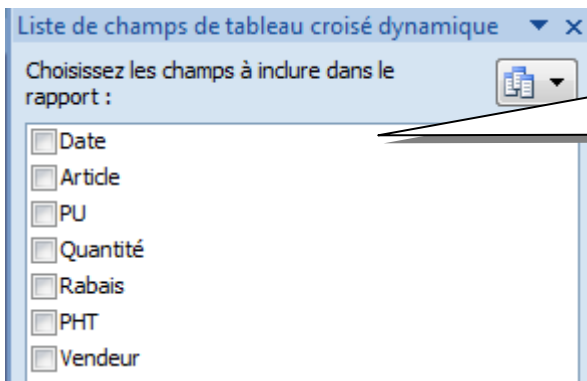 Liste de champs de tableau croisé dynamique
Choisissez les champs à inclure dans le
rapport :
Date
Article
PU
Quantité
Rabais
PHT
Vendeur